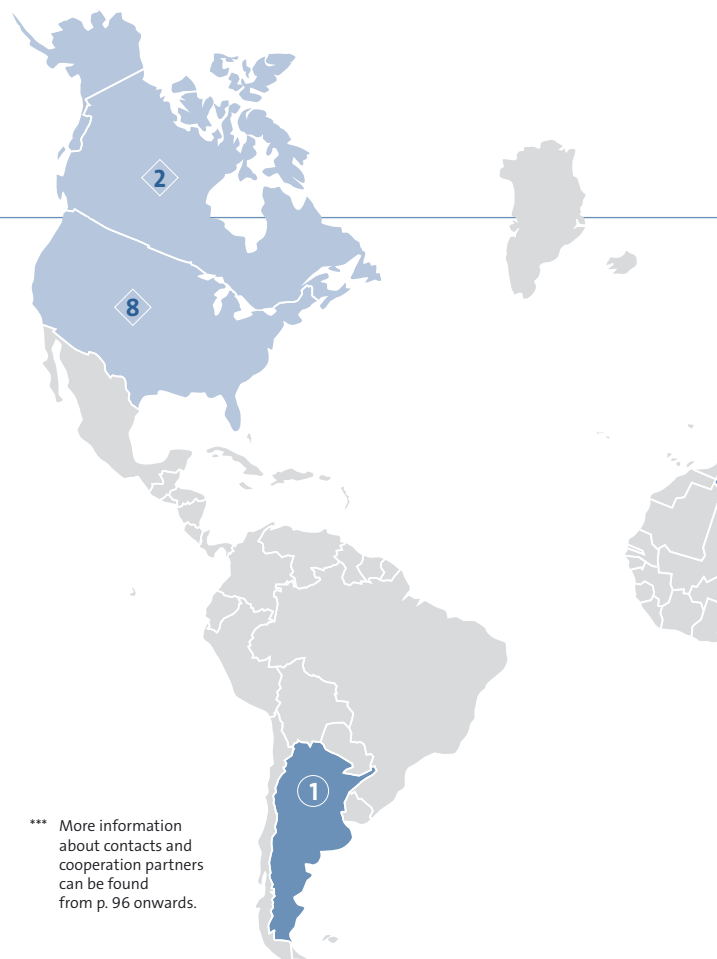 2
8
1
*** More information
about contacts and
cooperation partners
can be found
from p. 96 onwards.